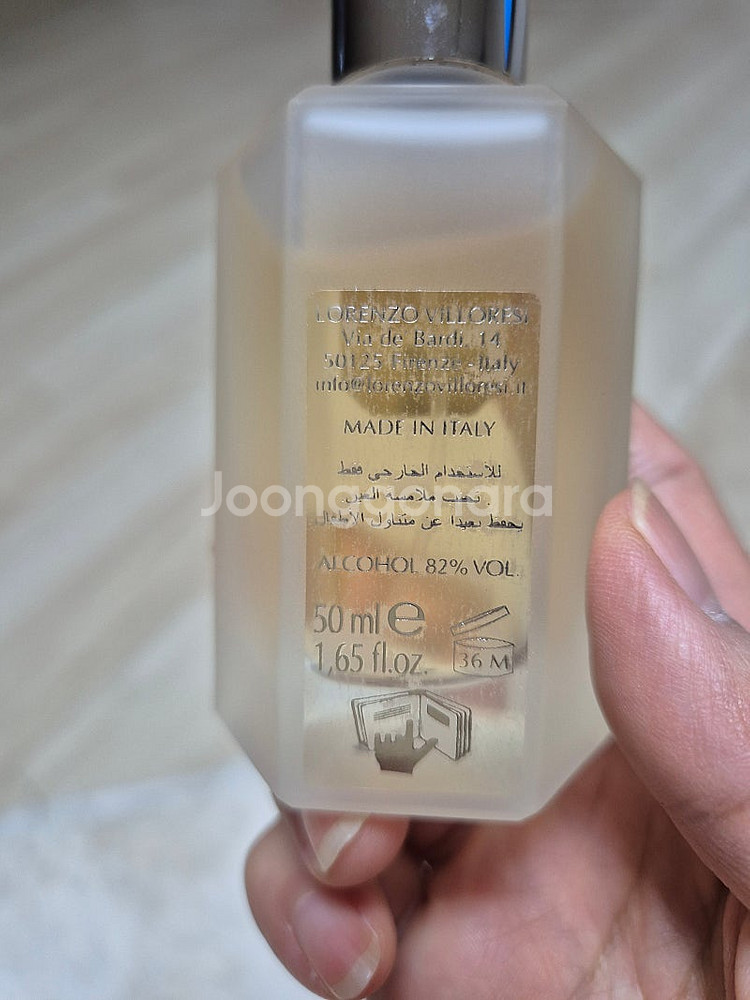 LORENZO VILLORESI
Via de Bardi, 14
50125 Firenze - Italy
info@lorenzovilloresi.it
MADE IN ITALY
للاستخدام الخارجي فقط
تجنب ملامسة العين
يحفظ بعيدا عن متناول الأطفال
Joonggonara
ALCOHOL 82% VOL.
50 ml e
1,65 fl.oz.
36 M